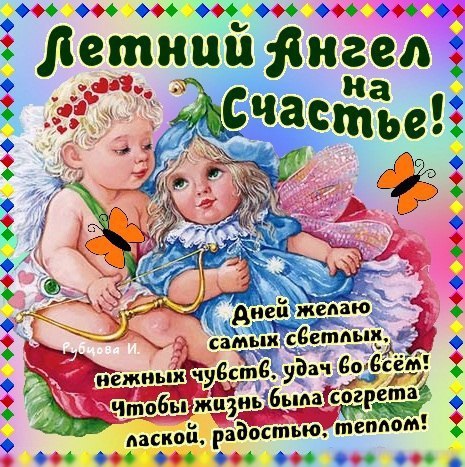 Летний Ангел
на
Счастье!
Дней желаю
самых светлых,
нежных чувств, удач во всём!
Чтобы жизнь была согрета
лаской, радостью, теплом!
Рубцова И.